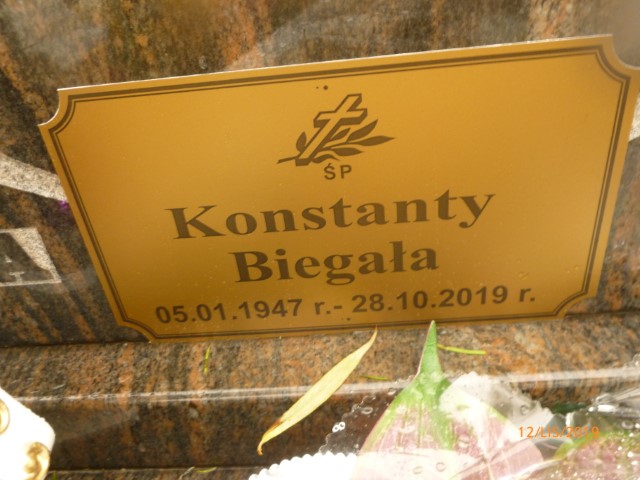 ŚP
Konstanty
Biegała
05.01.1947 r.- 28.10.2019 r.
A